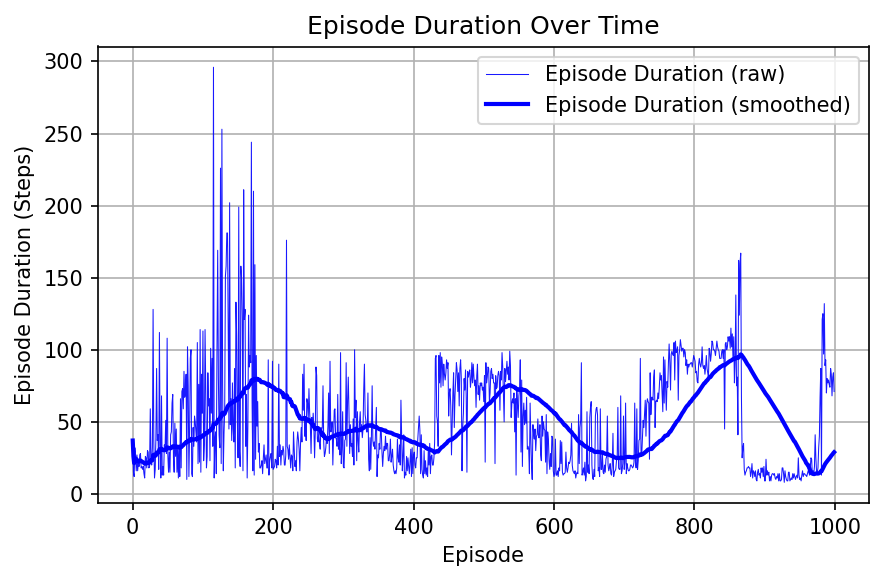 Episode Duration Over Time
Episode Duration (raw)
Episode Duration (smoothed)
Episode Duration (Steps)
300
250
200
150
100
50
0
0 200 400 600 800 1000
Episode